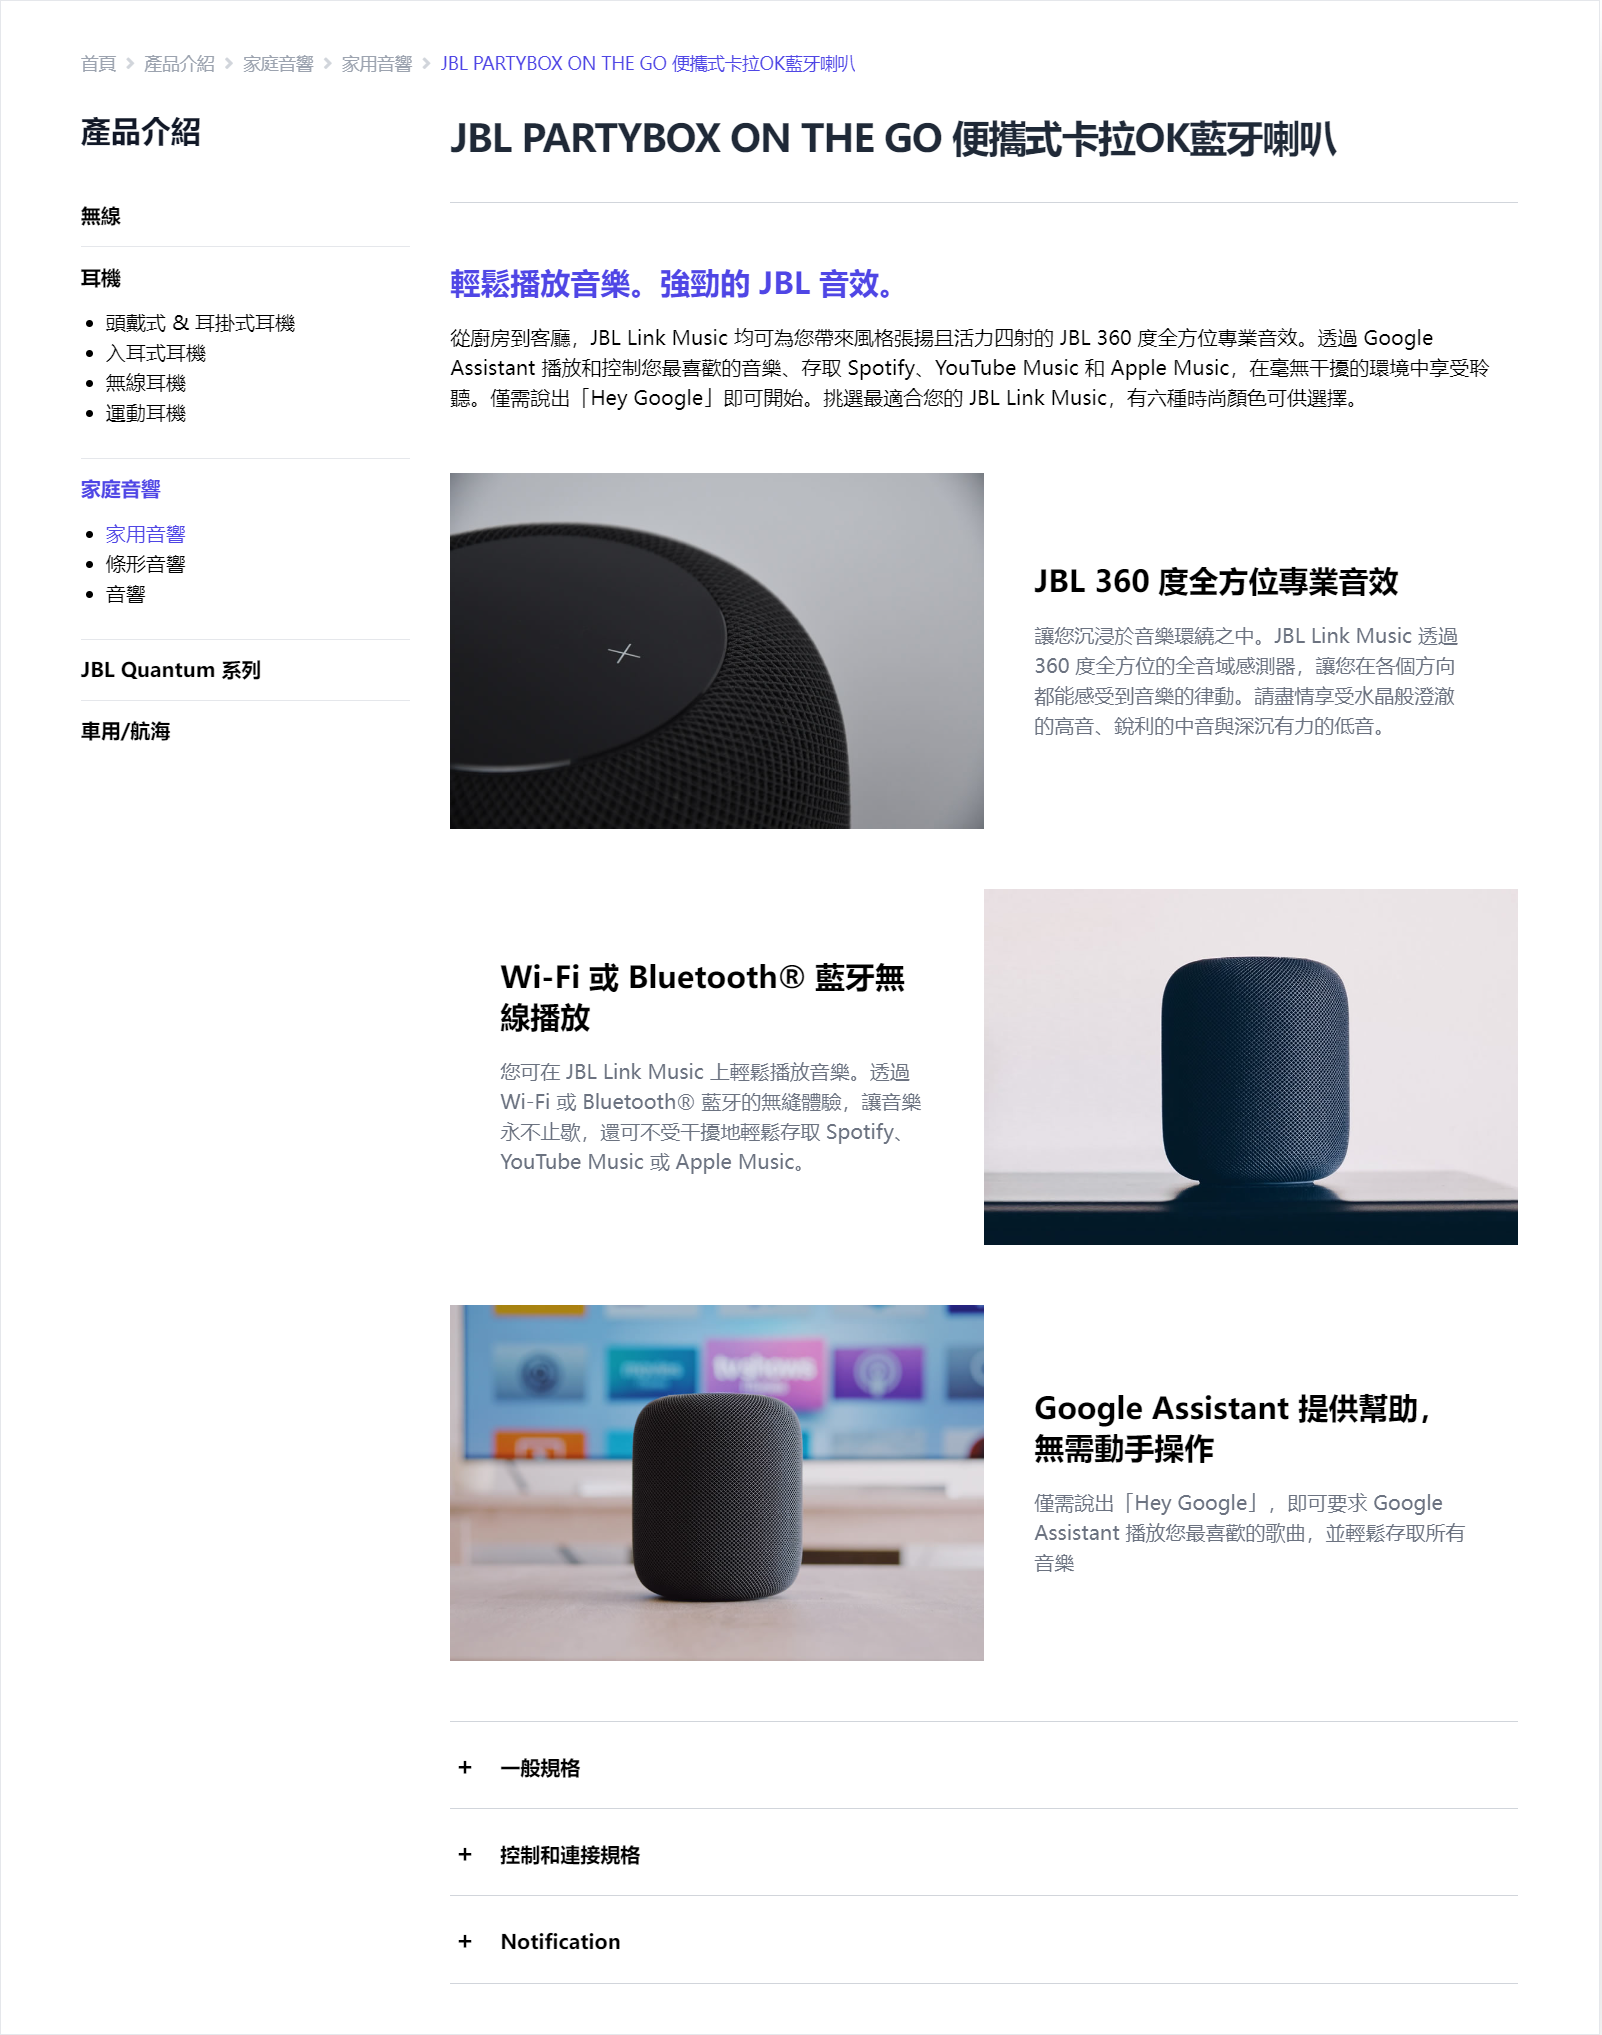 首頁 > 產品介紹 > 家庭音響 > 家用音響 > JBL PARTYBOX ON THE GO 便攜式卡拉OK藍牙喇叭
產品介紹
無線
耳機
頭戴式 & 耳掛式耳機
入耳式耳機
無線耳機
運動耳機
家庭音響
家用音響
條形音響
音響
JBL Quantum 系列
車用/航海
JBL PARTYBOX ON THE GO 便攜式卡拉OK藍牙喇叭
輕鬆播放音樂。強勁的 JBL 音效。
從廚房到客廳，JBL Link Music 均可為您帶來風格張揚且活力四射的 JBL 360 度全方位專業音效。透過 Google
Assistant 播放和控制您最喜歡的音樂、存取 Spotify、YouTube Music 和 Apple Music，在毫無干擾的環境中享受聆
聽。僅需說出「Hey Google」即可開始。挑選最適合您的 JBL Link Music，有六種時尚顏色可供選擇。
JBL 360 度全方位專業音效
讓您沉浸於音樂環繞之中。JBL Link Music 透過
360 度全方位的全音域感測器，讓您在各個方向
都能感受到音樂的律動。請盡情享受水晶般澄澈
的高音、銳利的中音與深沉有力的低音。
Wi-Fi 或 Bluetooth® 藍牙無
線播放
您可在 JBL Link Music 上輕鬆播放音樂。透過
Wi-Fi 或 Bluetooth® 藍牙的無縫體驗，讓音樂
永不止歇，還可不受干擾地輕鬆存取 Spotify、
YouTube Music 或 Apple Music。
tvshows
Google Assistant 提供幫助，
無需動手操作
僅需說出「Hey Google」，即可要求 Google
Assistant 播放您最喜歡的歌曲，並輕鬆存取所有
音樂
+ 一般規格
+ 控制和連接規格
+ Notification